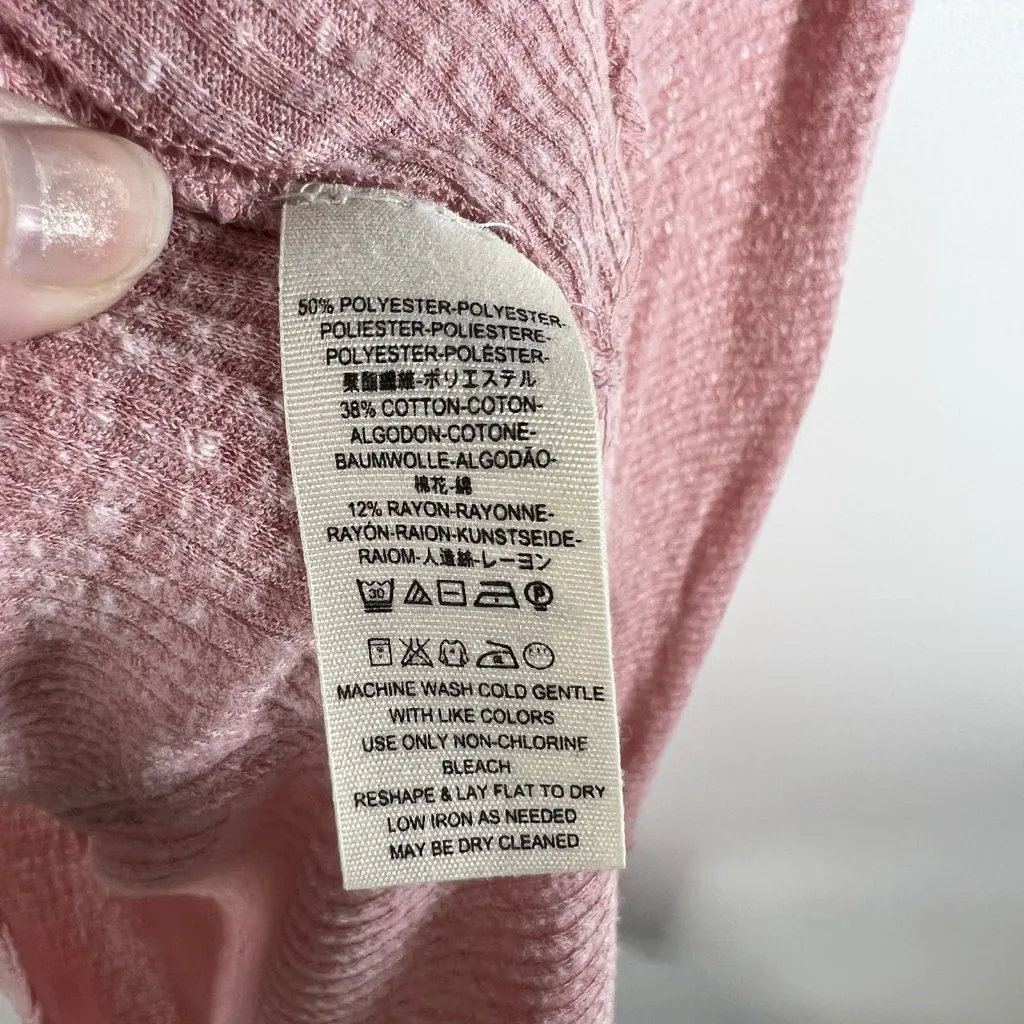 50% POLYESTER-POLYESTER-
POLIESTER-POLIESTERE-
POLYESTER-POLÉSTER-
聚酯纖維-ポリエステル
38% COTTON-COTON-
ALGODON-COTONE-
BAUMWOLLE-ALGODÃO-
棉花-綿
12% RAYON-RAYONNE-
RAYÓN-RAION-KUNSTSEIDE-
RAIOM-人造絲-レーヨン
30 P
MACHINE WASH COLD GENTLE
WITH LIKE COLORS
USE ONLY NON-CHLORINE
BLEACH
RESHAPE & LAY FLAT TO DRY
LOW IRON AS NEEDED
MAY BE DRY CLEANED